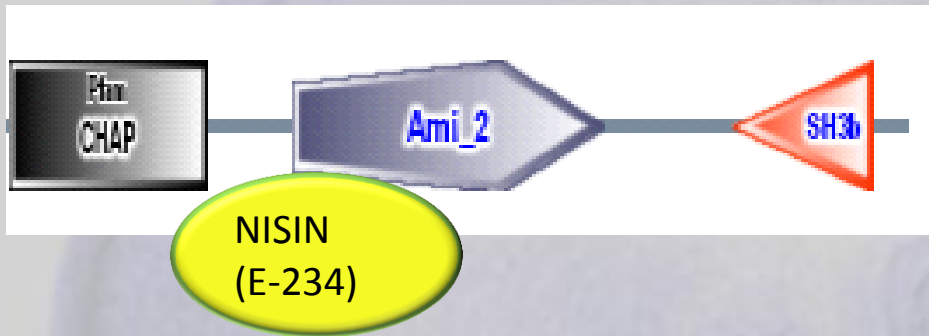 Pfam
CHAP
Ami_2
SH3b
NISIN
(E-234)